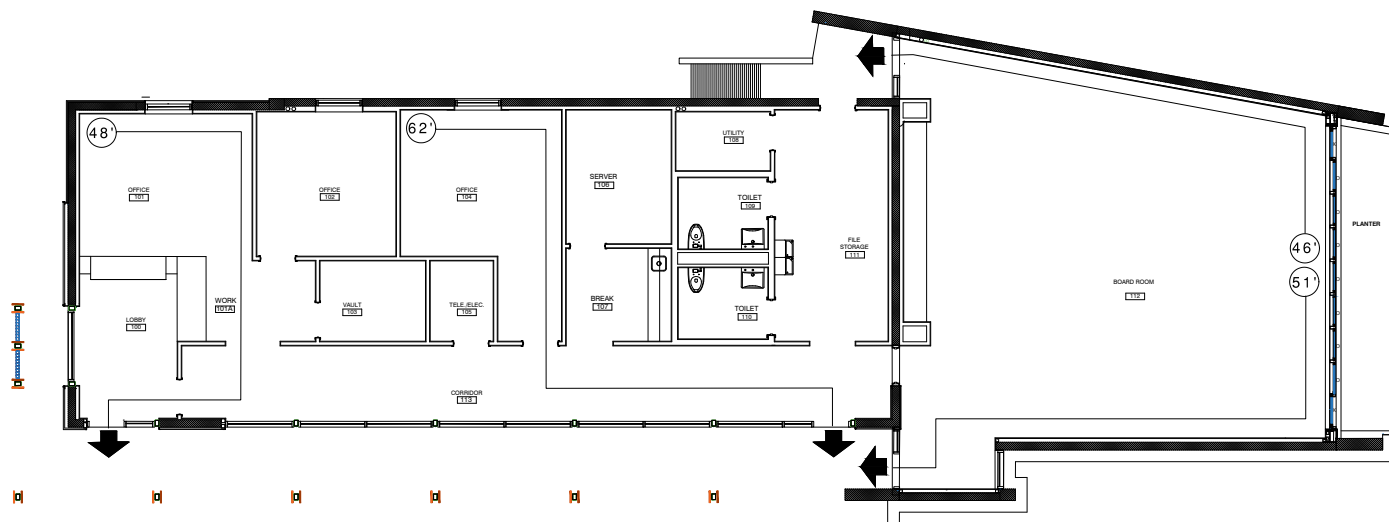 48'
62'
UTILITY
108
SERVER
106
OFFICE
101
OFFICE
102
OFFICE
104
TOILET
109
PLANTER
FILE
STORAGE
111
46'
51'
BOARD ROOM
112
WORK
101A
LOBBY
100
VAULT
103
TELE./ELEC.
105
BREAK
107
TOILET
110
CORRIDOR
113